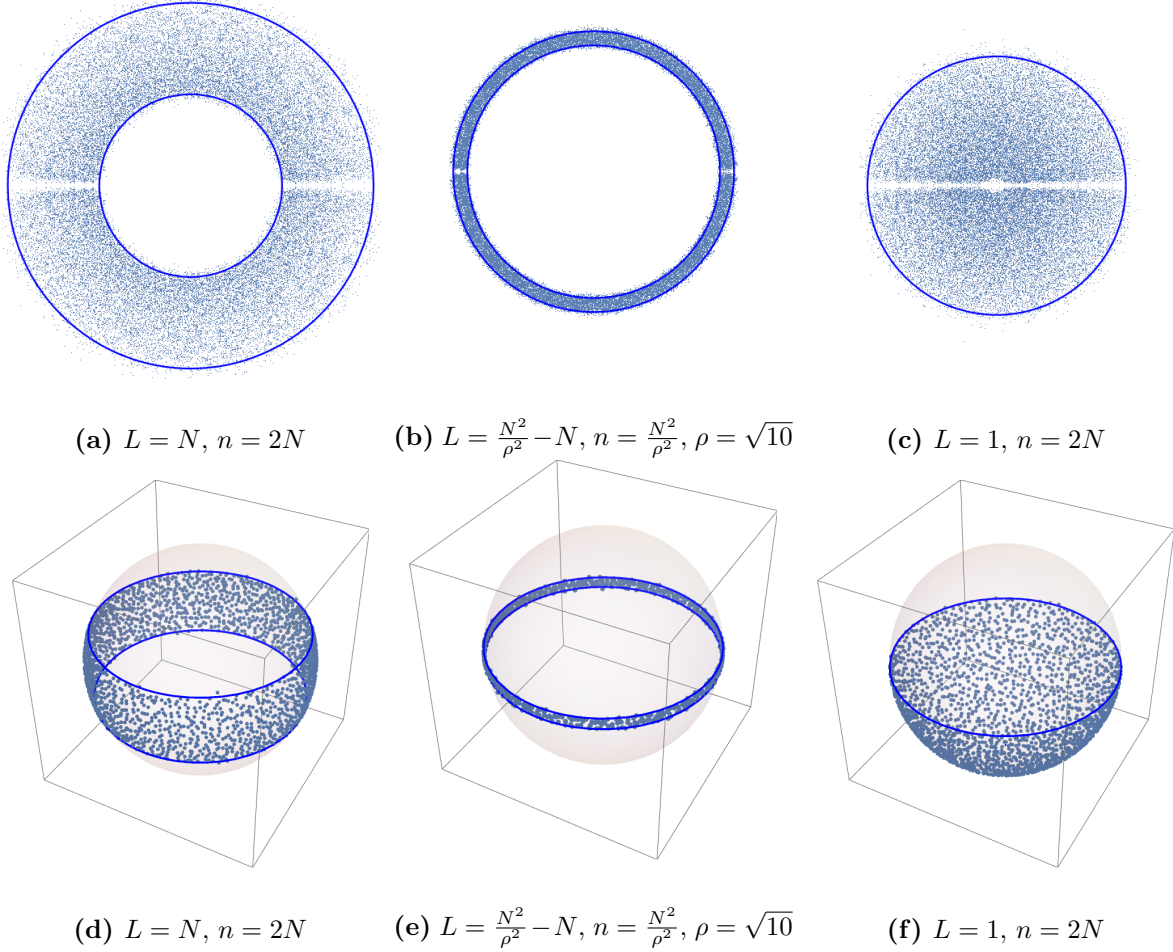 (a) L = N, n = 2N
(b) L = N²/ρ² − N, n = N²/ρ², ρ = √10
(c) L = 1, n = 2N
(d) L = N, n = 2N
(e) L = N²/ρ² − N, n = N²/ρ², ρ = √10
(f) L = 1, n = 2N